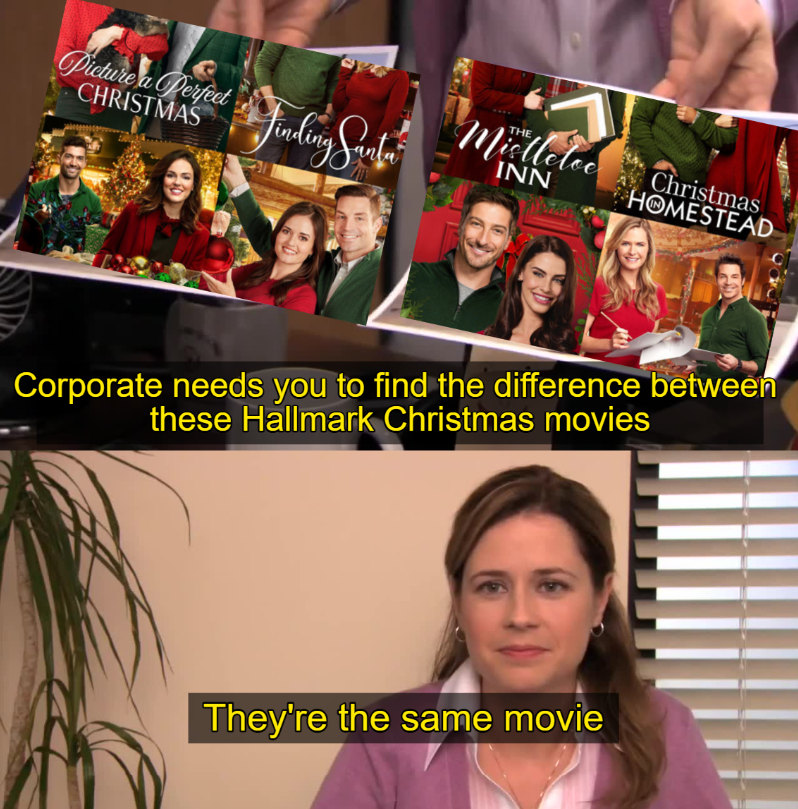 Picture a Perfect
CHRISTMAS
Finding Santa
THE
Mistletoe
INN
Christmas
IN
HOMESTEAD
Corporate needs you to find the difference between
these Hallmark Christmas movies
They're the same movie